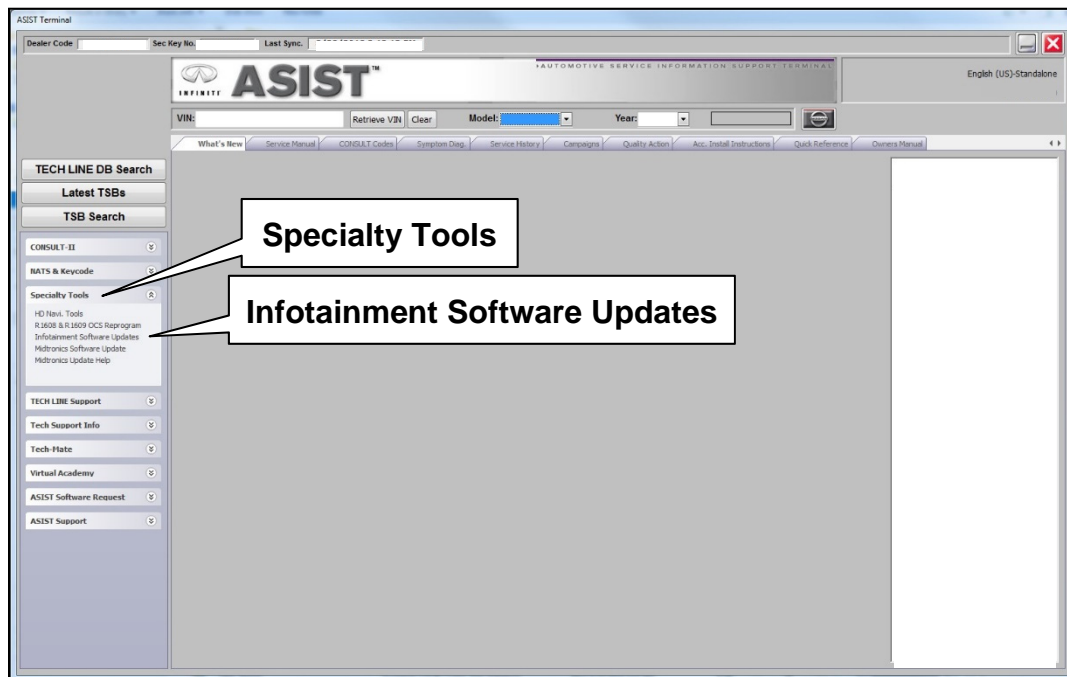 ASIST Terminal
Dealer Code
Sec Key No.
Last Sync.
INFINITI ASIST™
AUTOMOTIVE SERVICE INFORMATION SUPPORT TERMINAL
English (US)-Standalone
VIN: Retrieve VIN Clear Model: Year:
What's New Service Manual CONSULT Codes Symptom Diag. Service History Campaigns Quality Action Acc. Install Instructions Quick Reference Owners Manual
TECH LINE DB Search
Latest TSBs
TSB Search
CONSULT-II
NATS & Keycode
Specialty Tools
HD Navi. Tools
R1608 & R1609 OCS Reprogram
Infotainment Software Updates
Midtronics Software Update
Midtronics Update Help
TECH LINE Support
Tech Support Info
Tech-Mate
Virtual Academy
ASIST Software Request
ASIST Support
Specialty Tools
Infotainment Software Updates